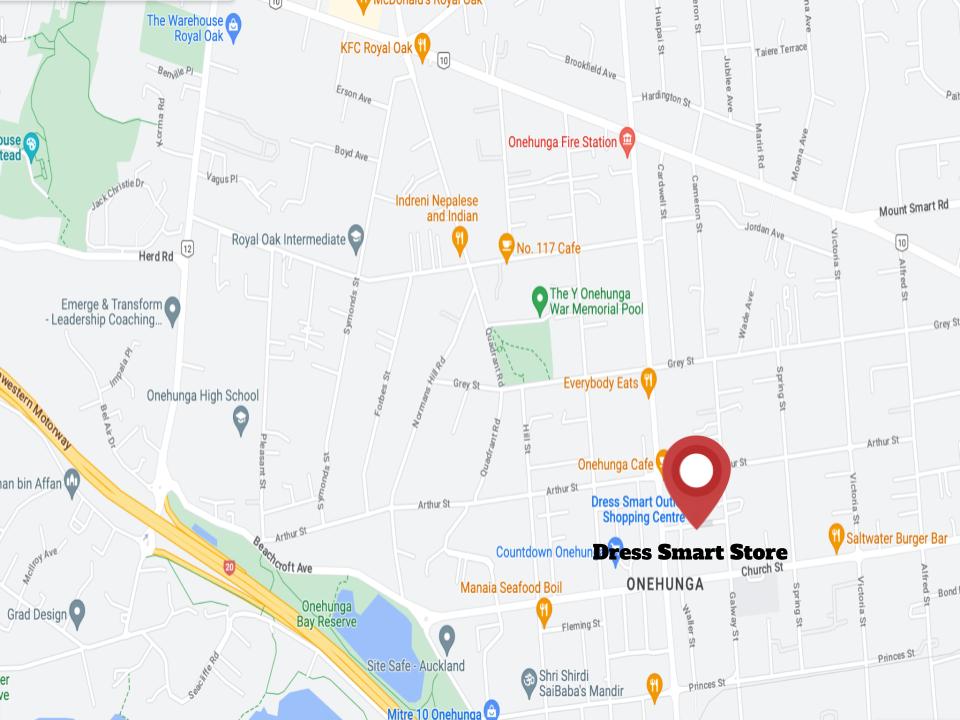 McDonald's Royal Oak
10
The Warehouse
Royal Oak
KFC Royal Oak
10
Huapai St
Taiere Terrace
Jubilee Ave
Brookfield Ave
Benville Pl
Erson Ave
Hardington St
Korma Rd
Onehunga Fire Station
Mariri Rd
Moana Ave
Boyd Ave
Vagus Pl
Jack Christie Dr
Cardwell St
Cameron St
Indreni Nepalese
and Indian
Mount Smart Rd
Royal Oak Intermediate
No. 117 Cafe
Jordan Ave
Victoria St
12
10
Herd Rd
Alfred St
Emerge & Transform
- Leadership Coaching...
Symonds St
The Y Onehunga
War Memorial Pool
Wade Ave
Grey St
Quadrant Rd
Impala Pl
Forbes St
Normans Hill Rd
Grey St
Grey St
Everybody Eats
Spring St
Onehunga High School
Bel Air Dr
Pleasant St
Quadrant Rd
Hill St
Arthur St
Onehunga Cafe
Symonds St
Arthur St
Arthur St
Victoria St
Dress Smart
Shopping Centre
Arthur St
Beachcroft Ave
Countdown
Dress Smart Store
Saltwater Burger Bar
McIlroy Ave
20
Church St
ONEHUNGA
Manaia Seafood Boil
Onehunga
Bay Reserve
Grad Design
Fleming St
Waller St
Galway St
Spring St
Victoria St
Alfred St
Site Safe - Auckland
Seacliffe Rd
Shri Shirdi
SaiBaba's Mandir
Princes St
Princes St
Mitre 10 Onehunga